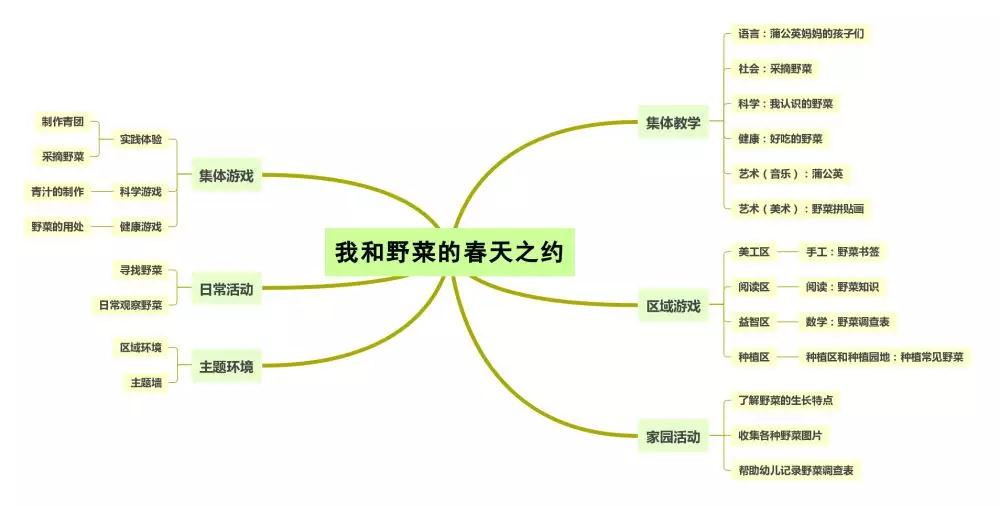 我和野菜的春天之约
集体教学
语言：蒲公英妈妈的孩子们
社会：采摘野菜
科学：我认识的野菜
健康：好吃的野菜
艺术（音乐）：蒲公英
艺术（美术）：野菜拼贴画
区域游戏
美工区
手工：野菜书签
阅读区
阅读：野菜知识
益智区
数学：野菜调查表
种植区
种植区和种植园地：种植常见野菜
家园活动
了解野菜的生长特点
收集各种野菜图片
帮助幼儿记录野菜调查表
集体游戏
实践体验
制作青团
采摘野菜
科学游戏
青汁的制作
健康游戏
野菜的用处
日常活动
寻找野菜
日常观察野菜
主题环境
区域环境
主题墙